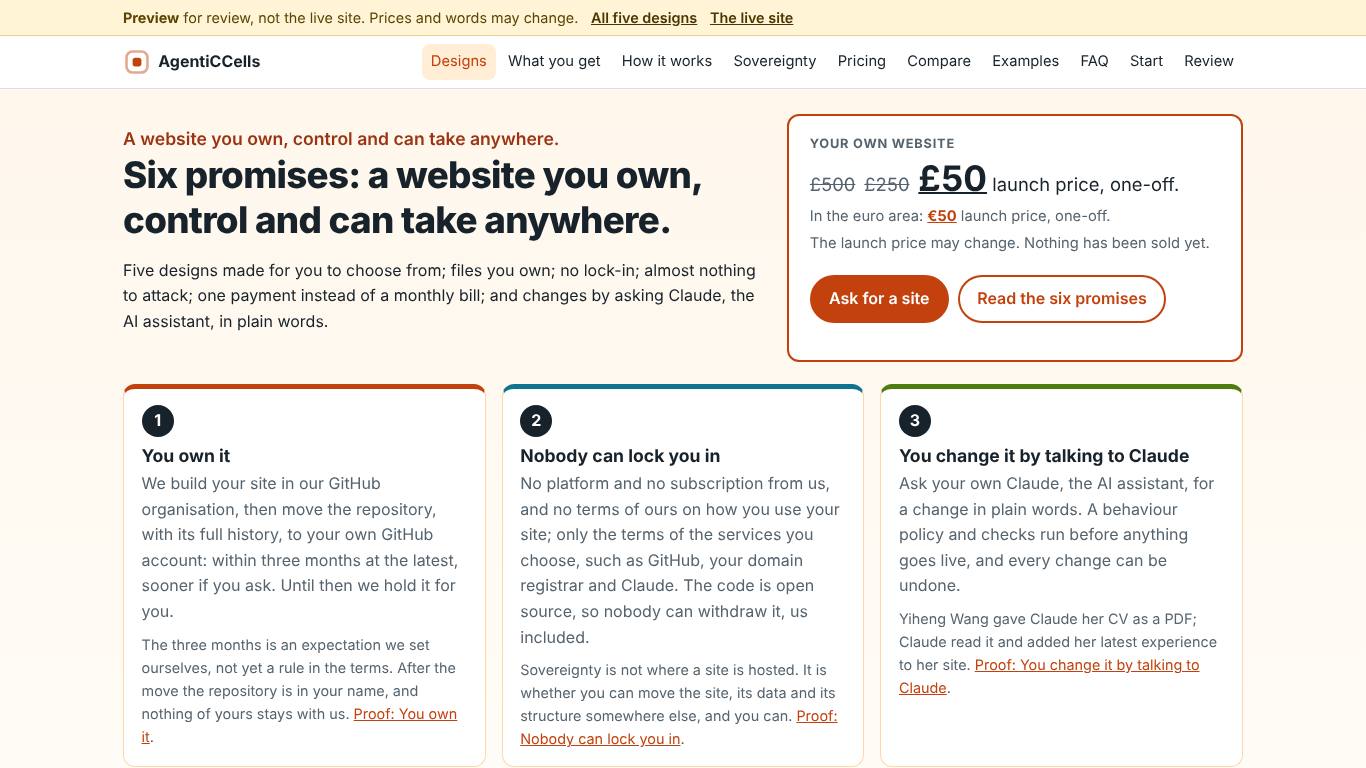 Preview for review, not the live site. Prices and words may change. All five designs The live site
AgentiCCells
Designs What you get How it works Sovereignty Pricing Compare Examples FAQ Start Review
A website you own, control and can take anywhere.
Six promises: a website you own,
control and can take anywhere.
Five designs made for you to choose from; files you own; no lock-in; almost nothing
to attack; one payment instead of a monthly bill; and changes by asking Claude, the
AI assistant, in plain words.
YOUR OWN WEBSITE
£500 £250 £50 launch price, one-off.
In the euro area: €50 launch price, one-off.
The launch price may change. Nothing has been sold yet.
Ask for a site
Read the six promises
1
You own it
We build your site in our GitHub
organisation, then move the repository,
with its full history, to your own GitHub
account: within three months at the latest,
sooner if you ask. Until then we hold it for
you.
The three months is an expectation we set
ourselves, not yet a rule in the terms. After the
move the repository is in your name, and
nothing of yours stays with us. Proof: You own
it.
2
Nobody can lock you in
No platform and no subscription from us,
and no terms of ours on how you use your
site; only the terms of the services you
choose, such as GitHub, your domain
registrar and Claude. The code is open
source, so nobody can withdraw it, us
included.
Sovereignty is not where a site is hosted. It is
whether you can move the site, its data and its
structure somewhere else, and you can. Proof:
Nobody can lock you in.
3
You change it by talking to Claude
Ask your own Claude, the AI assistant, for
a change in plain words. A behaviour
policy and checks run before anything
goes live, and every change can be
undone.
Yiheng Wang gave Claude her CV as a PDF;
Claude read it and added her latest experience
to her site. Proof: You change it by talking to
Claude.